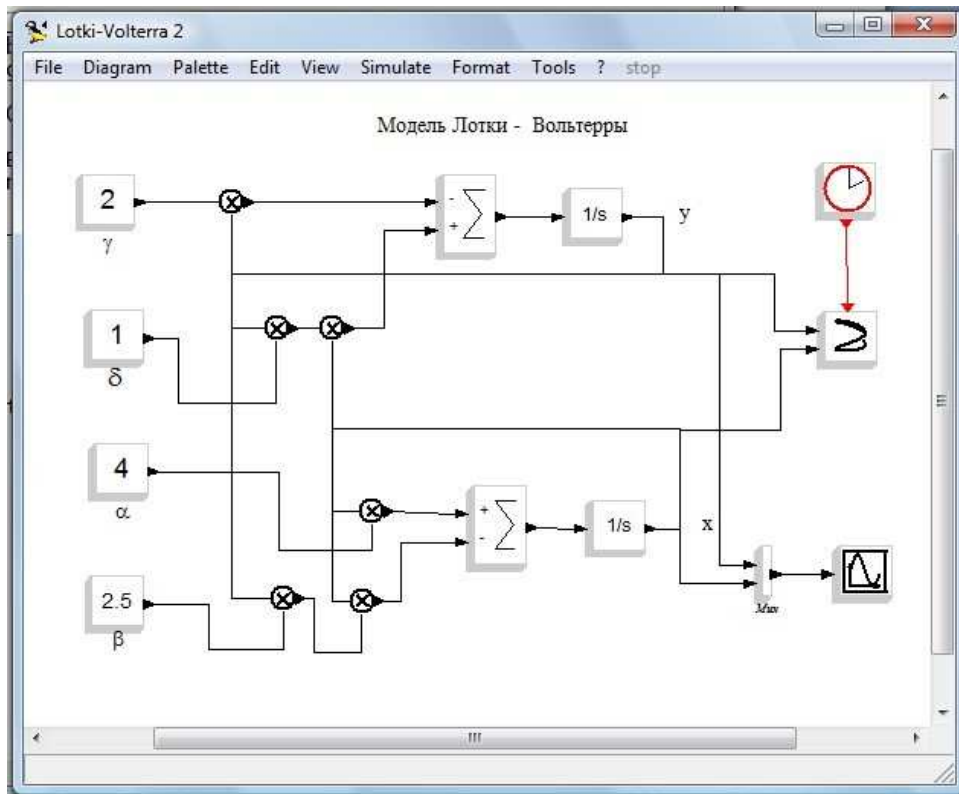 Lotki-Volterra 2
File Diagram Palette Edit View Simulate Format Tools ? stop
Модель Лотки - Вольтерры
2
γ
-
+
1/s
y
1
δ
4
α
+
-
1/s
x
2.5
β
Mux